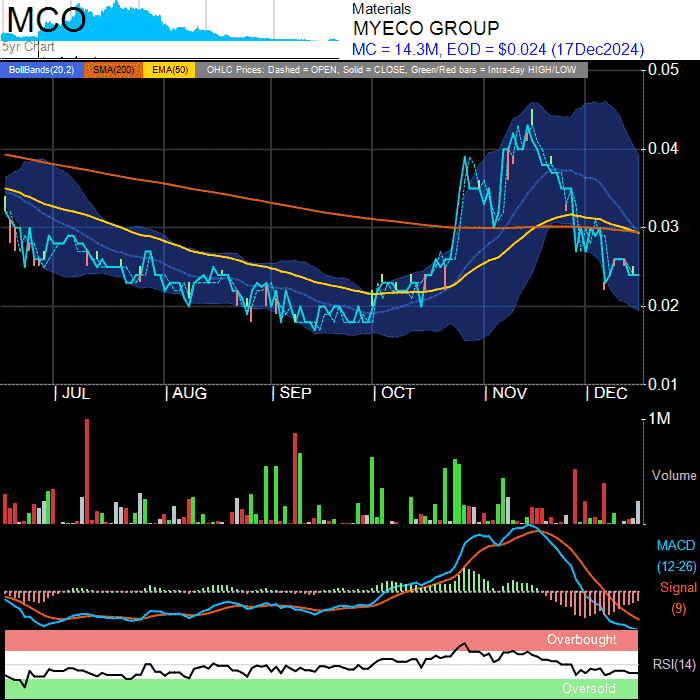 MCO
5yr Chart
Materials
MYECO GROUP
MC = 14.3M, EOD = $0.024 (17Dec2024)
BollBands(20,2) SMA(200) EMA(50) OHLC Prices: Dashed = OPEN, Solid = CLOSE, Green/Red bars = Intra-day HIGH/LOW
0.05
0.04
0.03
0.02
0.01
| JUL | AUG | SEP | OCT | NOV | DEC
1M
Volume
MACD
(12-26)
Signal
(9)
Overbought
RSI(14)
Oversold